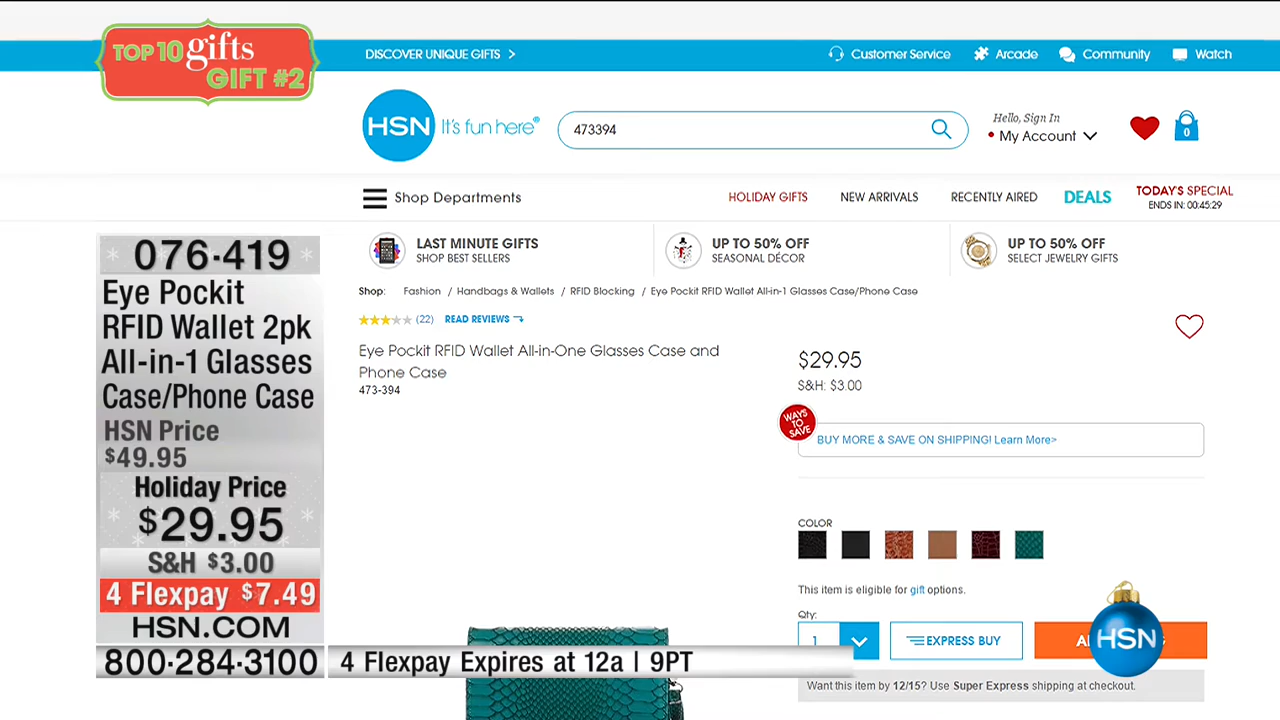 TOP 10 gifts
GIFT #2
DISCOVER UNIQUE GIFTS >
Customer Service
Arcade
Community
Watch
HSN It's fun here®
473394
Hello, Sign In
My Account
0
Shop Departments
HOLIDAY GIFTS
NEW ARRIVALS
RECENTLY AIRED
DEALS
TODAY'S SPECIAL
ENDS IN: 00:45:29
LAST MINUTE GIFTS
SHOP BEST SELLERS
UP TO 50% OFF
SEASONAL DÉCOR
UP TO 50% OFF
SELECT JEWELRY GIFTS
Shop: Fashion / Handbags & Wallets / RFID Blocking / Eye Pockit RFID Wallet All-in-1 Glasses Case/Phone Case
(22) READ REVIEWS
Eye Pockit RFID Wallet All-in-One Glasses Case and
Phone Case
473-394
$29.95
S&H: $3.00
WAYS
TO
SAVE
BUY MORE & SAVE ON SHIPPING! Learn More>
COLOR
This item is eligible for gift options.
Qty:
1
EXPRESS BUY
HSN
Want this item by 12/15? Use Super Express shipping at checkout.
076-419
Eye Pockit
RFID Wallet 2pk
All-in-1 Glasses
Case/Phone Case
HSN Price
$49.95
Holiday Price
$29.95
S&H $3.00
4 Flexpay $7.49
HSN.COM
800-284-3100
4 Flexpay Expires at 12a | 9PT